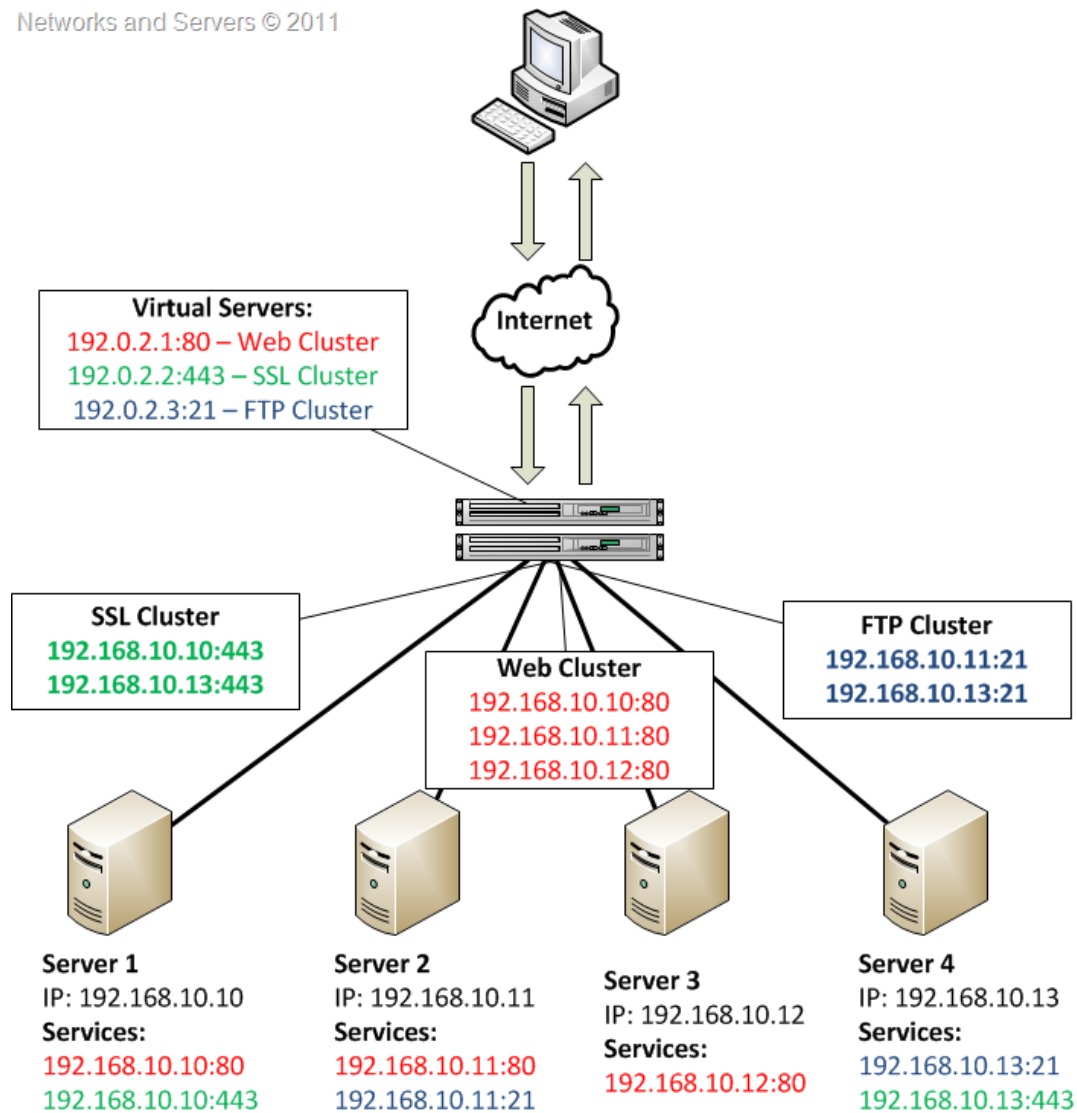 Networks and Servers © 2011
Internet
Virtual Servers:
192.0.2.1:80 – Web Cluster
192.0.2.2:443 – SSL Cluster
192.0.2.3:21 – FTP Cluster
SSL Cluster
192.168.10.10:443
192.168.10.13:443
Web Cluster
192.168.10.10:80
192.168.10.11:80
192.168.10.12:80
FTP Cluster
192.168.10.11:21
192.168.10.13:21
Server 1
IP: 192.168.10.10
Services:
192.168.10.10:80
192.168.10.10:443
Server 2
IP: 192.168.10.11
Services:
192.168.10.11:80
192.168.10.11:21
Server 3
IP: 192.168.10.12
Services:
192.168.10.12:80
Server 4
IP: 192.168.10.13
Services:
192.168.10.13:21
192.168.10.13:443